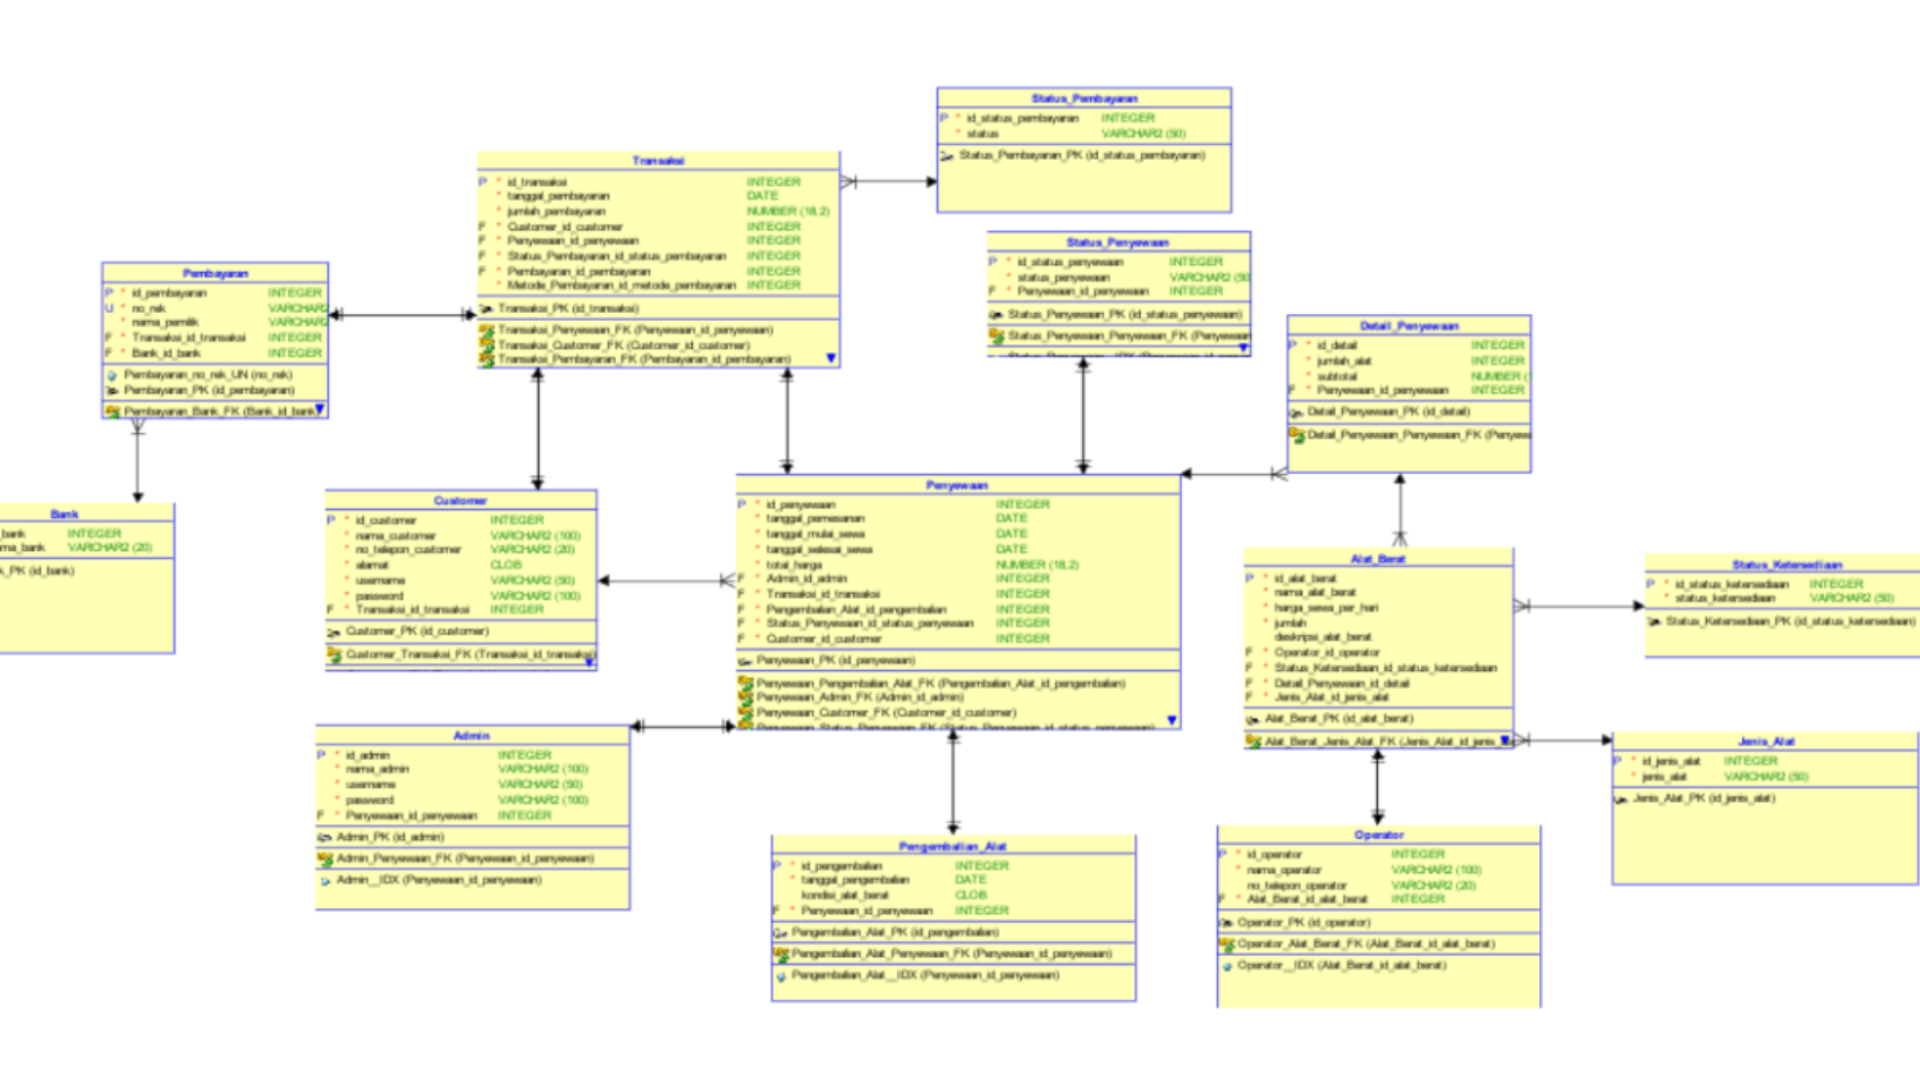 Status_Pembayaran
P * id_status_pembayaran INTEGER
* status VARCHAR2 (50)
Status_Pembayaran_PK (id_status_pembayaran)
Transaksi
P * id_transaksi INTEGER
* tanggal_pembayaran DATE
* jumlah_pembayaran NUMBER (18,2)
F * Customer_id_customer INTEGER
F * Penyewaan_id_penyewaan INTEGER
F * Status_Pembayaran_id_status_pembayaran INTEGER
F * Pembayaran_id_pembayaran INTEGER
* Metode_Pembayaran_id_metode_pembayaran INTEGER
Transaksi_PK (id_transaksi)
Transaksi_Penyewaan_FK (Penyewaan_id_penyewaan)
Transaksi_Customer_FK (Customer_id_customer)
Transaksi_Pembayaran_FK (Pembayaran_id_pembayaran)
Status_Penyewaan
P * id_status_penyewaan INTEGER
* status_penyewaan VARCHAR2 (50
F * Penyewaan_id_penyewaan INTEGER
Status_Penyewaan_PK (id_status_penyewaan)
Status_Penyewaan_Penyewaan_FK (Penyewaan
Pembayaran
P * id_pembayaran INTEGER
U * no_rek VARCHAR2
* nama_pemilik VARCHAR2
F * Transaksi_id_transaksi INTEGER
F * Bank_id_bank INTEGER
Pembayaran_no_rek_UN (no_rek)
Pembayaran_PK (id_pembayaran)
Pembayaran_Bank_FK (Bank_id_bank
Detail_Penyewaan
P * id_detail INTEGER
* jumlah_alat INTEGER
* subtotal NUMBER (
F * Penyewaan_id_penyewaan INTEGER
Detail_Penyewaan_PK (id_detail)
Detail_Penyewaan_Penyewaan_FK (Penyew
Bank
_bank INTEGER
ma_bank VARCHAR2 (20)
k_PK (id_bank)
Customer
P * id_customer INTEGER
* nama_customer VARCHAR2 (100)
* no_telepon_customer VARCHAR2 (20)
* alamat CLOB
* username VARCHAR2 (50)
* password VARCHAR2 (100)
F * Transaksi_id_transaksi INTEGER
Customer_PK (id_customer)
Customer_Transaksi_FK (Transaksi_id_transaksi)
Penyewaan
P * id_penyewaan INTEGER
* tanggal_pemesanan DATE
* tanggal_mulai_sewa DATE
* tanggal_selesai_sewa DATE
* total_harga NUMBER (18,2)
F * Admin_id_admin INTEGER
F * Transaksi_id_transaksi INTEGER
F * Pengembalian_Alat_id_pengembalian INTEGER
F * Status_Penyewaan_id_status_penyewaan INTEGER
F * Customer_id_customer INTEGER
Penyewaan_PK (id_penyewaan)
Penyewaan_Pengembalian_Alat_FK (Pengembalian_Alat_id_pengembalian)
Penyewaan_Admin_FK (Admin_id_admin)
Penyewaan_Customer_FK (Customer_id_customer)
Penyewaan_Status_Penyewaan_FK (Status_Penyewaan_id_status_penyewaan)
Alat_Berat
P * id_alat_berat
* nama_alat_berat
* harga_sewa_per_hari
* jumlah
deskripsi_alat_berat
F * Operator_id_operator
F * Status_Ketersediaan_id_status_ketersediaan
F * Detail_Penyewaan_id_detail
F * Jenis_Alat_id_jenis_alat
Alat_Berat_PK (id_alat_berat)
Alat_Berat_Jenis_Alat_FK (Jenis_Alat_id_jenis_
Status_Ketersediaan
P * id_status_ketersediaan INTEGER
* status_ketersediaan VARCHAR2 (50)
Status_Ketersediaan_PK (id_status_ketersediaan)
Admin
P * id_admin INTEGER
* nama_admin VARCHAR2 (100)
* username VARCHAR2 (50)
* password VARCHAR2 (100)
F * Penyewaan_id_penyewaan INTEGER
Admin_PK (id_admin)
Admin_Penyewaan_FK (Penyewaan_id_penyewaan)
Admin__IDX (Penyewaan_id_penyewaan)
Jenis_Alat
P * id_jenis_alat INTEGER
* jenis_alat VARCHAR2 (50)
Jenis_Alat_PK (id_jenis_alat)
Pengembalian_Alat
P * id_pengembalian INTEGER
* tanggal_pengembalian DATE
kondisi_alat_berat CLOB
F * Penyewaan_id_penyewaan INTEGER
Pengembalian_Alat_PK (id_pengembalian)
Pengembalian_Alat_Penyewaan_FK (Penyewaan_id_penyewaan)
Pengembalian_Alat__IDX (Penyewaan_id_penyewaan)
Operator
P * id_operator INTEGER
* nama_operator VARCHAR2 (100)
no_telepon_operator VARCHAR2 (20)
F * Alat_Berat_id_alat_berat INTEGER
Operator_PK (id_operator)
Operator_Alat_Berat_FK (Alat_Berat_id_alat_berat)
Operator__IDX (Alat_Berat_id_alat_berat)